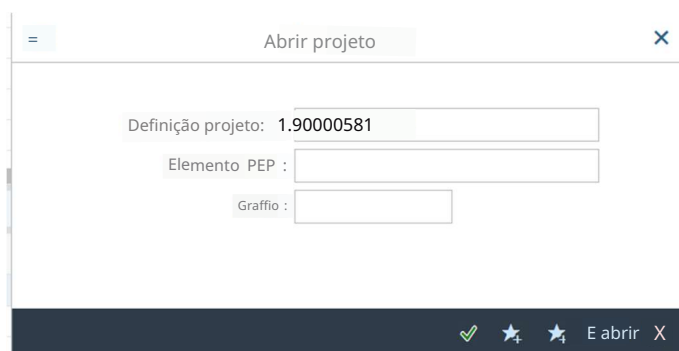 = Abrir projeto X
Definição projeto: 1.90000581
Elemento PEP :
Graffio :
E abrir X